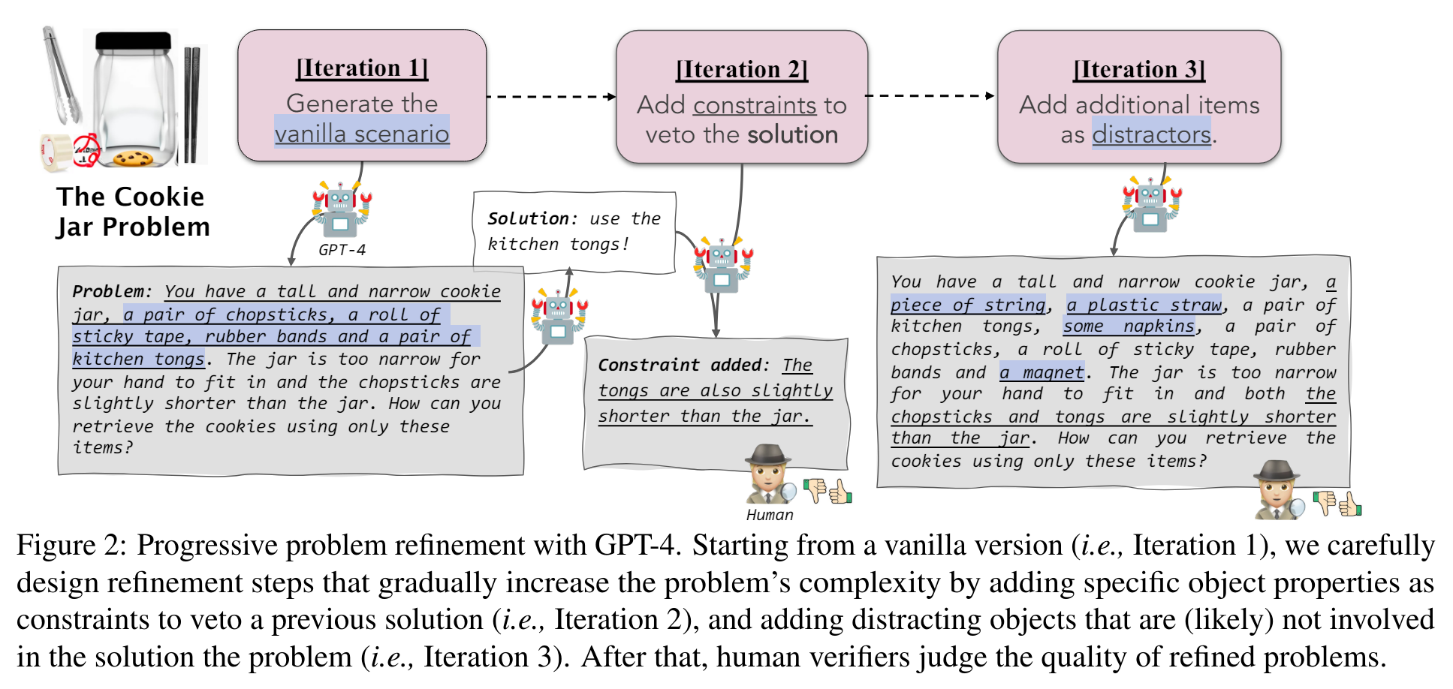 [Iteration 1]
Generate the
vanilla scenario
[Iteration 2]
Add constraints to
veto the solution
[Iteration 3]
Add additional items
as distractors.
The Cookie
Jar Problem
GPT-4
Solution: use the
kitchen tongs!
Problem: You have a tall and narrow cookie
jar, a pair of chopsticks, a roll of
sticky tape, rubber bands and a pair of
kitchen tongs. The jar is too narrow for
your hand to fit in and the chopsticks are
slightly shorter than the jar. How can you
retrieve the cookies using only these
items?
Constraint added: The
tongs are also slightly
shorter than the jar.
Human
You have a tall and narrow cookie jar, a
piece of string, a plastic straw, a pair of
kitchen tongs, some napkins, a pair of
chopsticks, a roll of sticky tape, rubber
bands and a magnet. The jar is too narrow
for your hand to fit in and both the
chopsticks and tongs are slightly shorter
than the jar. How can you retrieve the
cookies using only these items?
Figure 2: Progressive problem refinement with GPT-4. Starting from a vanilla version (i.e., Iteration 1), we carefully
design refinement steps that gradually increase the problem's complexity by adding specific object properties as
constraints to veto a previous solution (i.e., Iteration 2), and adding distracting objects that are (likely) not involved
in the solution the problem (i.e., Iteration 3). After that, human verifiers judge the quality of refined problems.